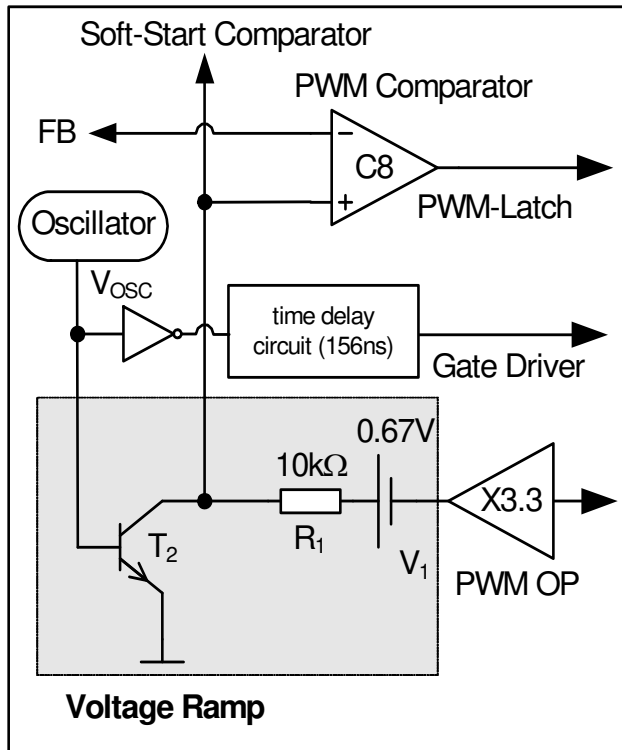 Soft-Start Comparator
PWM Comparator
FB
−
C8
+
PWM-Latch
Oscillator
VOSC
time delay
circuit (156ns)
Gate Driver
0.67V
10kΩ
X3.3
R1
V1
T2
PWM OP
Voltage Ramp